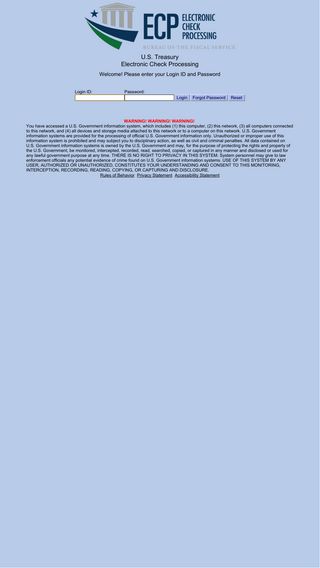 ECP ELECTRONIC
CHECK
PROCESSING
BUREAU OF THE FISCAL SERVICE
U.S. Treasury
Electronic Check Processing
Welcome! Please enter your Login ID and Password
Login ID: Password:
Login Forgot Password Reset
WARNING! WARNING! WARNING!
You have accessed a U.S. Government information system, which includes (1) this computer, (2) this network, (3) all computers connected
to this network, and (4) all devices and storage media attached to this network or to a computer on this network. U.S. Government
information systems are provided for the processing of official U.S. Government information only. Unauthorized or improper use of this
information system is prohibited and may subject you to disciplinary action, as well as civil and criminal penalties. All data contained on
U.S. Government information systems is owned by the U.S. Government and may, for the purpose of protecting the rights and property of
the U.S. Government, be monitored, intercepted, recorded, read, searched, copied, or captured in any manner and disclosed or used for
any lawful government purpose at any time. THERE IS NO RIGHT TO PRIVACY IN THIS SYSTEM. System personnel may give to law
enforcement officials any potential evidence of crime found on U.S. Government information systems. USE OF THIS SYSTEM BY ANY
USER, AUTHORIZED OR UNAUTHORIZED, CONSTITUTES YOUR UNDERSTANDING AND CONSENT TO THIS MONITORING,
INTERCEPTION, RECORDING, READING, COPYING, OR CAPTURING AND DISCLOSURE.
Rules of Behavior Privacy Statement Accessibility Statement